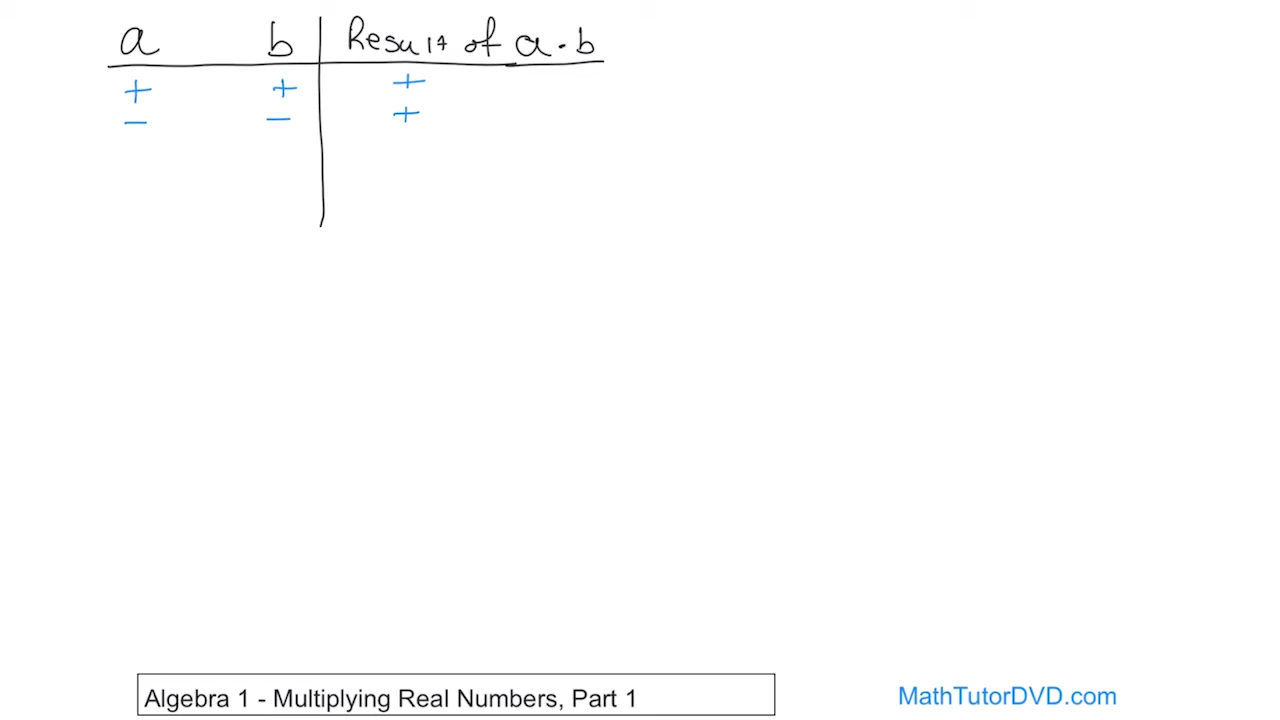 a b Result of a · b
+ + +
− − +
Algebra 1 - Multiplying Real Numbers, Part 1
MathTutorDVD.com